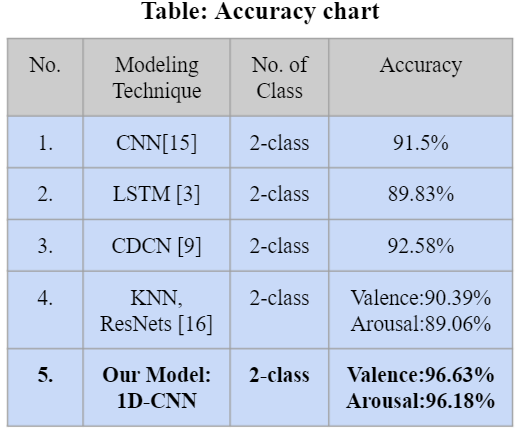 Table: Accuracy chart
No. Modeling Technique No. of Class Accuracy
1. CNN[15] 2-class 91.5%
2. LSTM [3] 2-class 89.83%
3. CDCN [9] 2-class 92.58%
4. KNN, ResNets [16] 2-class Valence:90.39% Arousal:89.06%
5. Our Model: 1D-CNN 2-class Valence:96.63% Arousal:96.18%